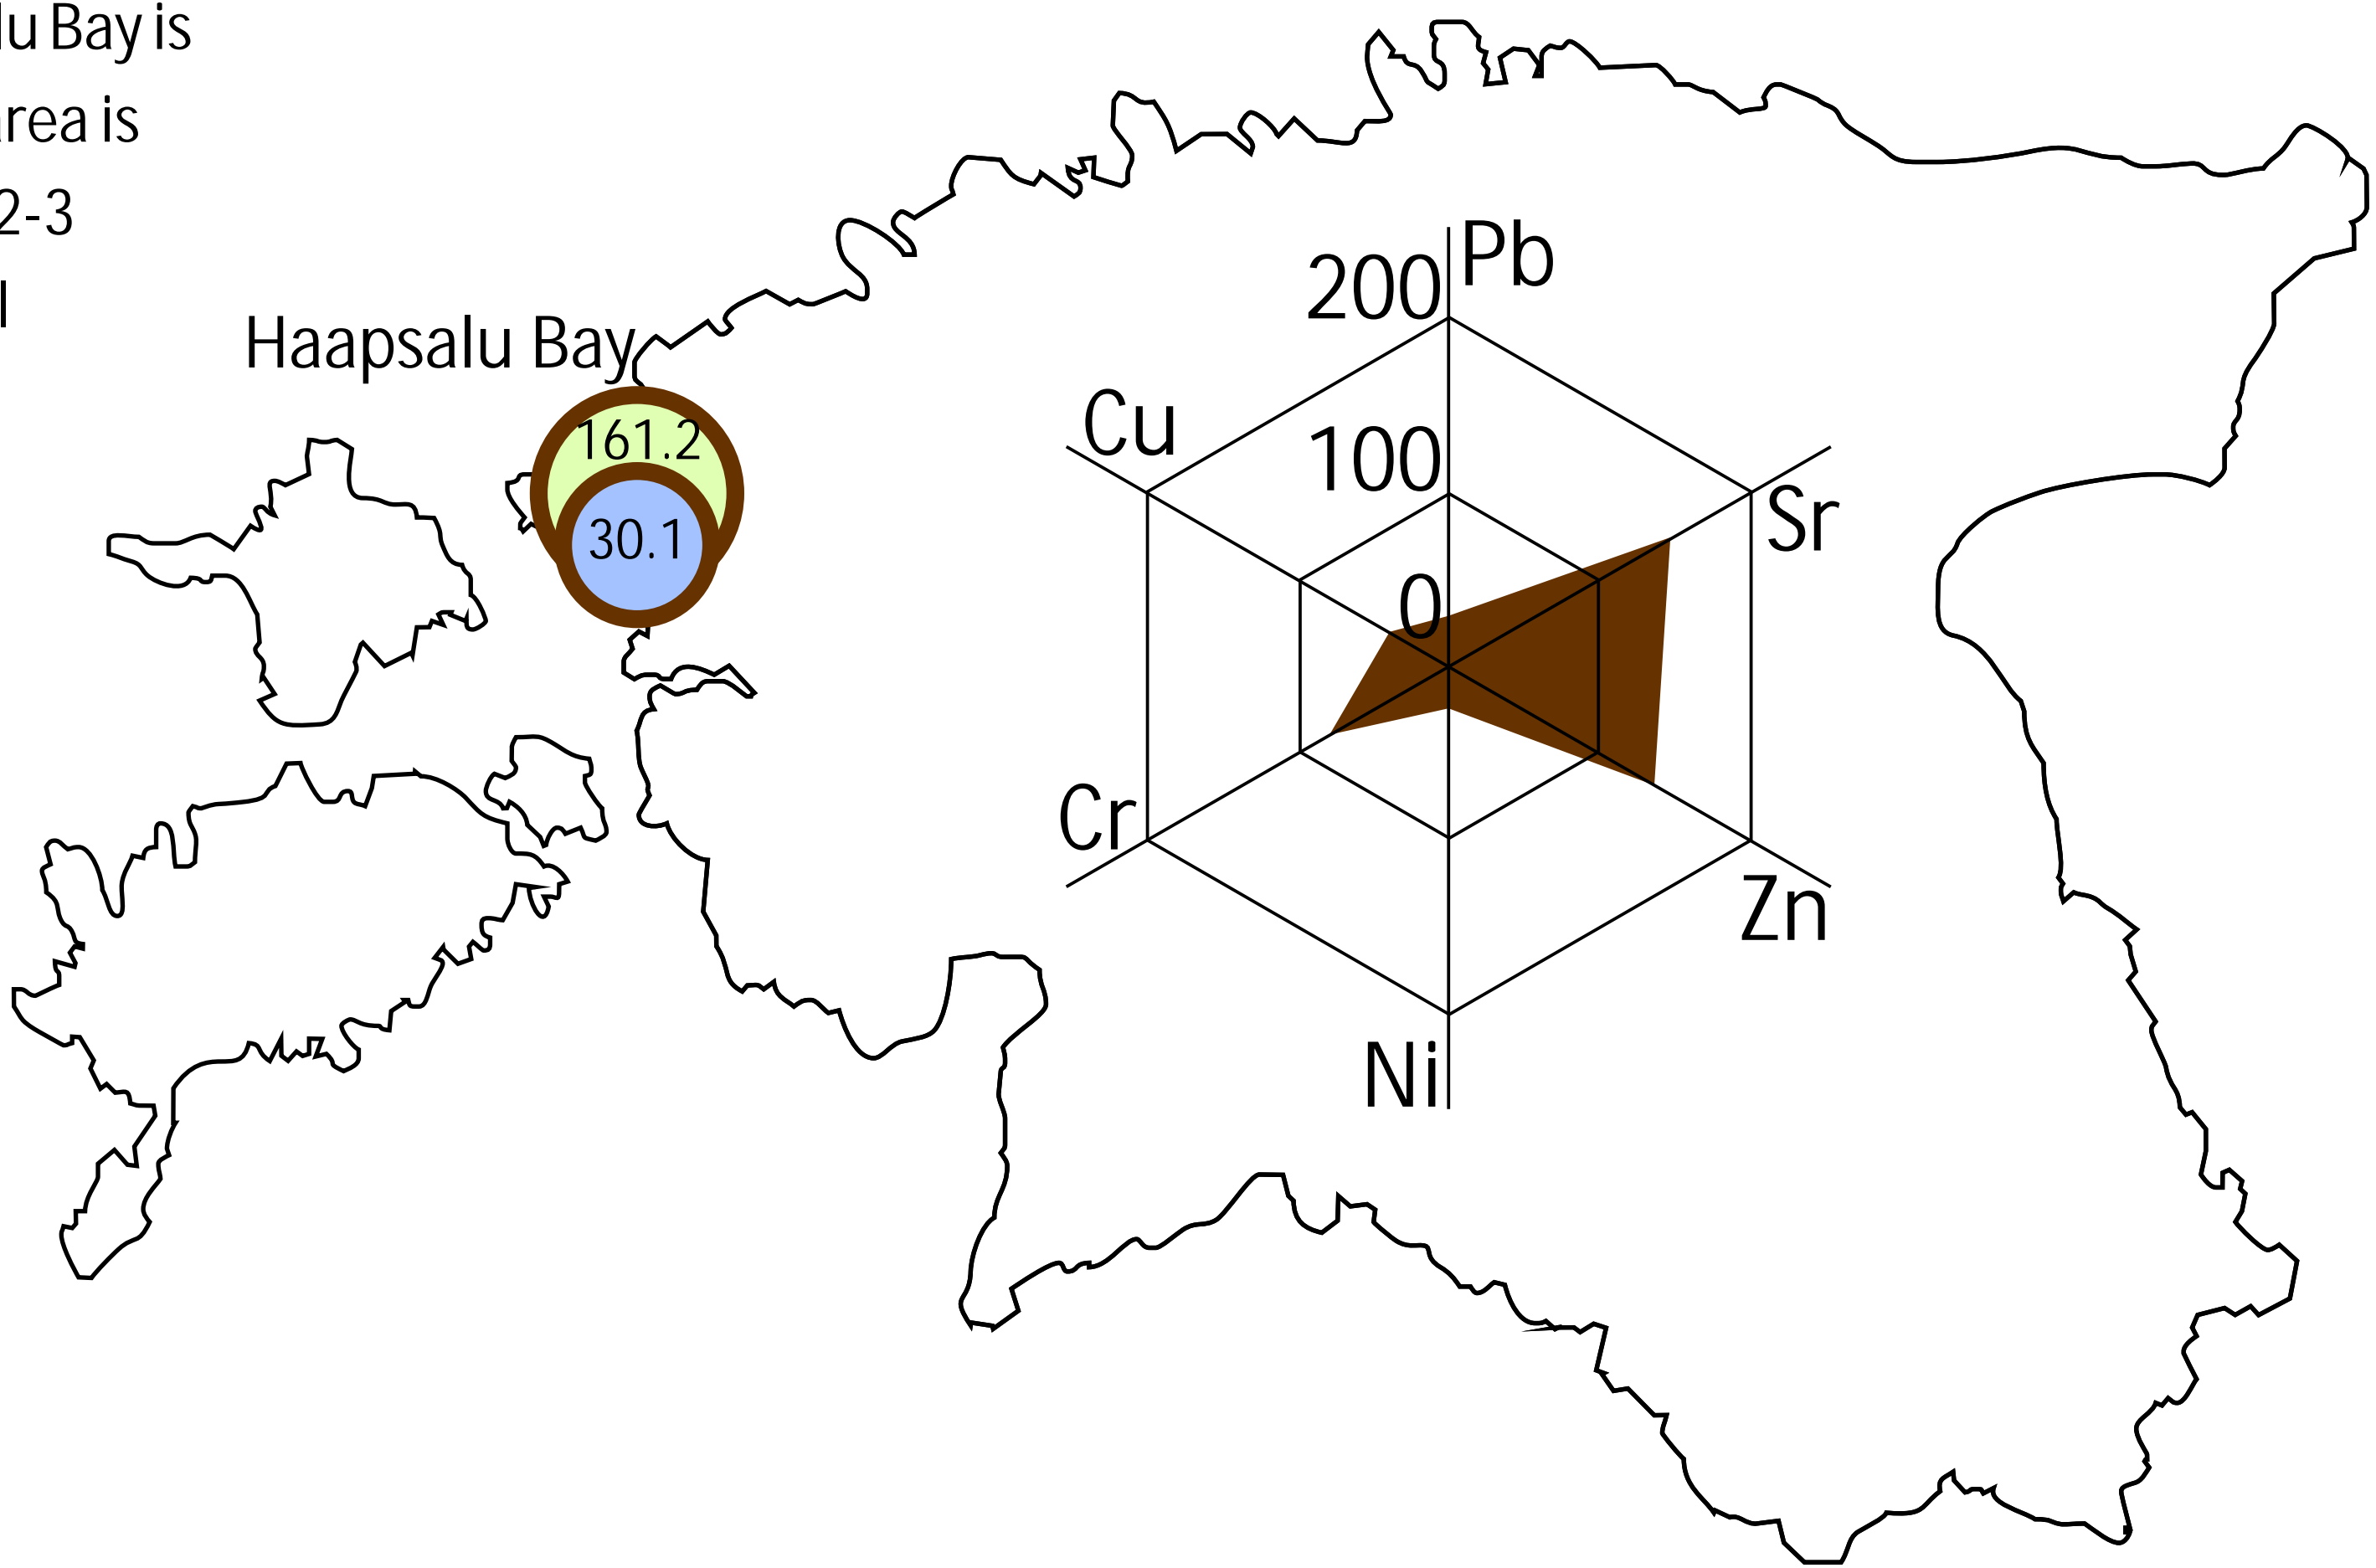 lu Bay is
rea is
2-3
Haapsalu Bay
161.2
30.1
Pb
200
Cu
100
Sr
0
Cr
Zn
Ni